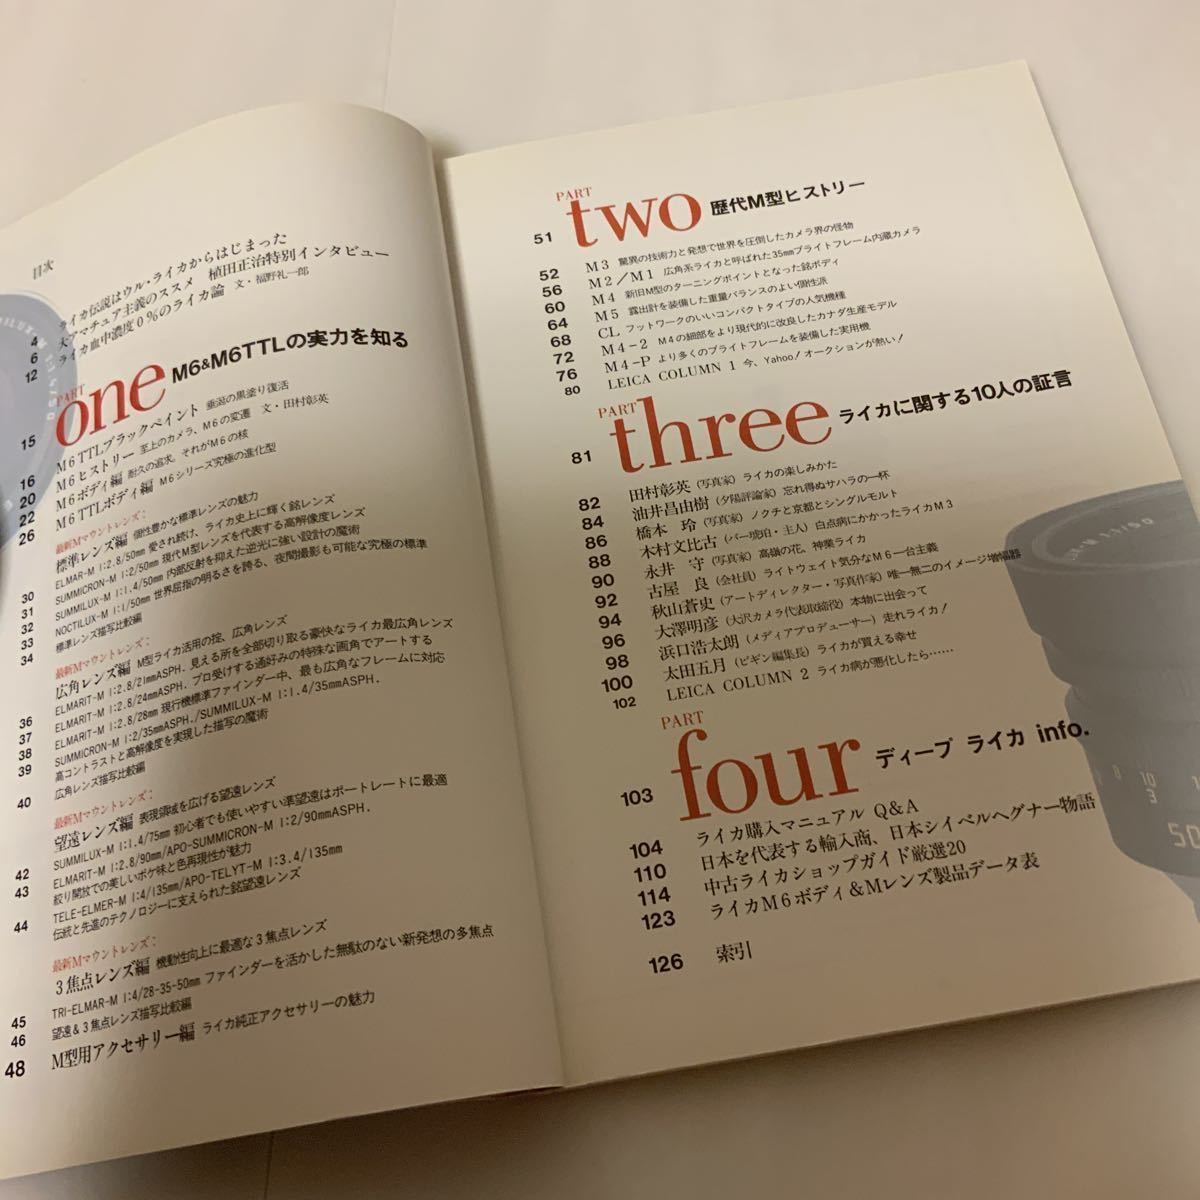 目次
4 ライカ伝説はウル・ライカからはじまった
6 大アマチュア主義のススメ 植田正治特別インタビュー
12 ライカ血中濃度0%のライカ論 文・福野礼一郎
PART
15 one M6&M6TTLの実力を知る
16 M6 TTLブラックペイント 垂涎の黒塗り復活
20 M6ヒストリー 至上のカメラ、M6の変遷 文・田村彰英
22 M6ボディ編 耐久の追求。それがM6の核
26 M6 TTLボディ編 M6シリーズ究極の進化型
最新Mマウントレンズ：
標準レンズ編 個性豊かな標準レンズの魅力
30 ELMAR-M 1:2.8/50mm 愛され続け、ライカ史上に輝く銘レンズ
31 SUMMICRON-M 1:2/50mm 現代M型レンズを代表する高解像度レンズ
32 SUMMILUX-M 1:1.4/50mm 内部反射を抑えた逆光に強い設計の魔術
33 NOCTILUX-M 1:1/50mm 世界屈指の明るさを誇る、夜間撮影も可能な究極の標準
34 標準レンズ描写比較編
最新Mマウントレンズ：
広角レンズ編 M型ライカ活用の掟、広角レンズ
36 ELMARIT-M 1:2.8/21mmASPH. 見える所を全部切り取る豪快なライカ最広角レンズ
37 ELMARIT-M 1:2.8/24mmASPH. プロ受けする通好みの特殊な画角でアートする
38 ELMARIT-M 1:2.8/28mm 現行機標準ファインダー中、最も広角なフレームに対応
39 SUMMICRON-M 1:2/35mmASPH./SUMMILUX-M 1:1.4/35mmASPH.
高コントラストと高解像度を実現した描写の魔術
40 広角レンズ描写比較編
最新Mマウントレンズ：
望遠レンズ編 表現領域を広げる望遠レンズ
42 SUMMILUX-M 1:1.4/75mm 初心者でも使いやすい準望遠はポートレートに最適
43 ELMARIT-M 1:2.8/90mm/APO-SUMMICRON-M 1:2/90mmASPH.
絞り開放での美しいボケ味と色再現性が魅力
44 TELE-ELMER-M 1:4/135mm/APO-TELYT-M 1:3.4/135mm
伝統と先進のテクノロジーに支えられた銘望遠レンズ
最新Mマウントレンズ：
3焦点レンズ編 機動性向上に最適な3焦点レンズ
45 TRI-ELMAR-M 1:4/28-35-50mm ファインダーを活かした無駄のない新発想の多焦点
46 望遠&3焦点レンズ描写比較編
48 M型用アクセサリー編 ライカ純正アクセサリーの魅力
PART
51 two 歴代M型ヒストリー
52 M3 驚異の技術力と発想で世界を圧倒したカメラ界の怪物
56 M2/M1 広角系ライカと呼ばれた35mmブライトフレーム内蔵カメラ
60 M4 新旧M型のターニングポイントとなった銘ボディ
64 M5 露出計を装備した重量バランスのよい個性派
68 CL フットワークのいいコンパクトタイプの人気機種
72 M4-2 M4の細部をより現代的に改良したカナダ生産モデル
76 M4-P より多くのブライトフレームを装備した実用機
80 LEICA COLUMN 1 今、Yahoo！オークションが熱い！
PART
81 three ライカに関する10人の証言
82 田村彰英（写真家）ライカの楽しみかた
84 油井昌由樹（夕陽評論家）忘れ得ぬサハラの一杯
86 橋本 玲（写真家）ノクチと京都とシングルモルト
88 木村文比古（バー琥珀・主人）白点病にかかったライカM3
90 永井 守（写真家）高嶺の花、神業ライカ
92 古屋 良（会社員）ライトウェイト気分なM6一台主義
94 秋山蒼史（アートディレクター・写真作家）唯一無二のイメージ増幅器
96 大澤明彦（大沢カメラ代表取締役）本物に出会って
98 浜口浩太朗（メディアプロデューサー）走れライカ！
100 太田五月（ビギン編集長）ライカが買える幸せ
102 LEICA COLUMN 2 ライカ病が悪化したら……
PART
103 four ディープ ライカ info.
104 ライカ購入マニュアル Q&A
110 日本を代表する輸入商、日本シイベルヘグナー物語
114 中古ライカショップガイド厳選20
123 ライカM6ボディ&Mレンズ製品データ表
126 索引
8 10
3
50